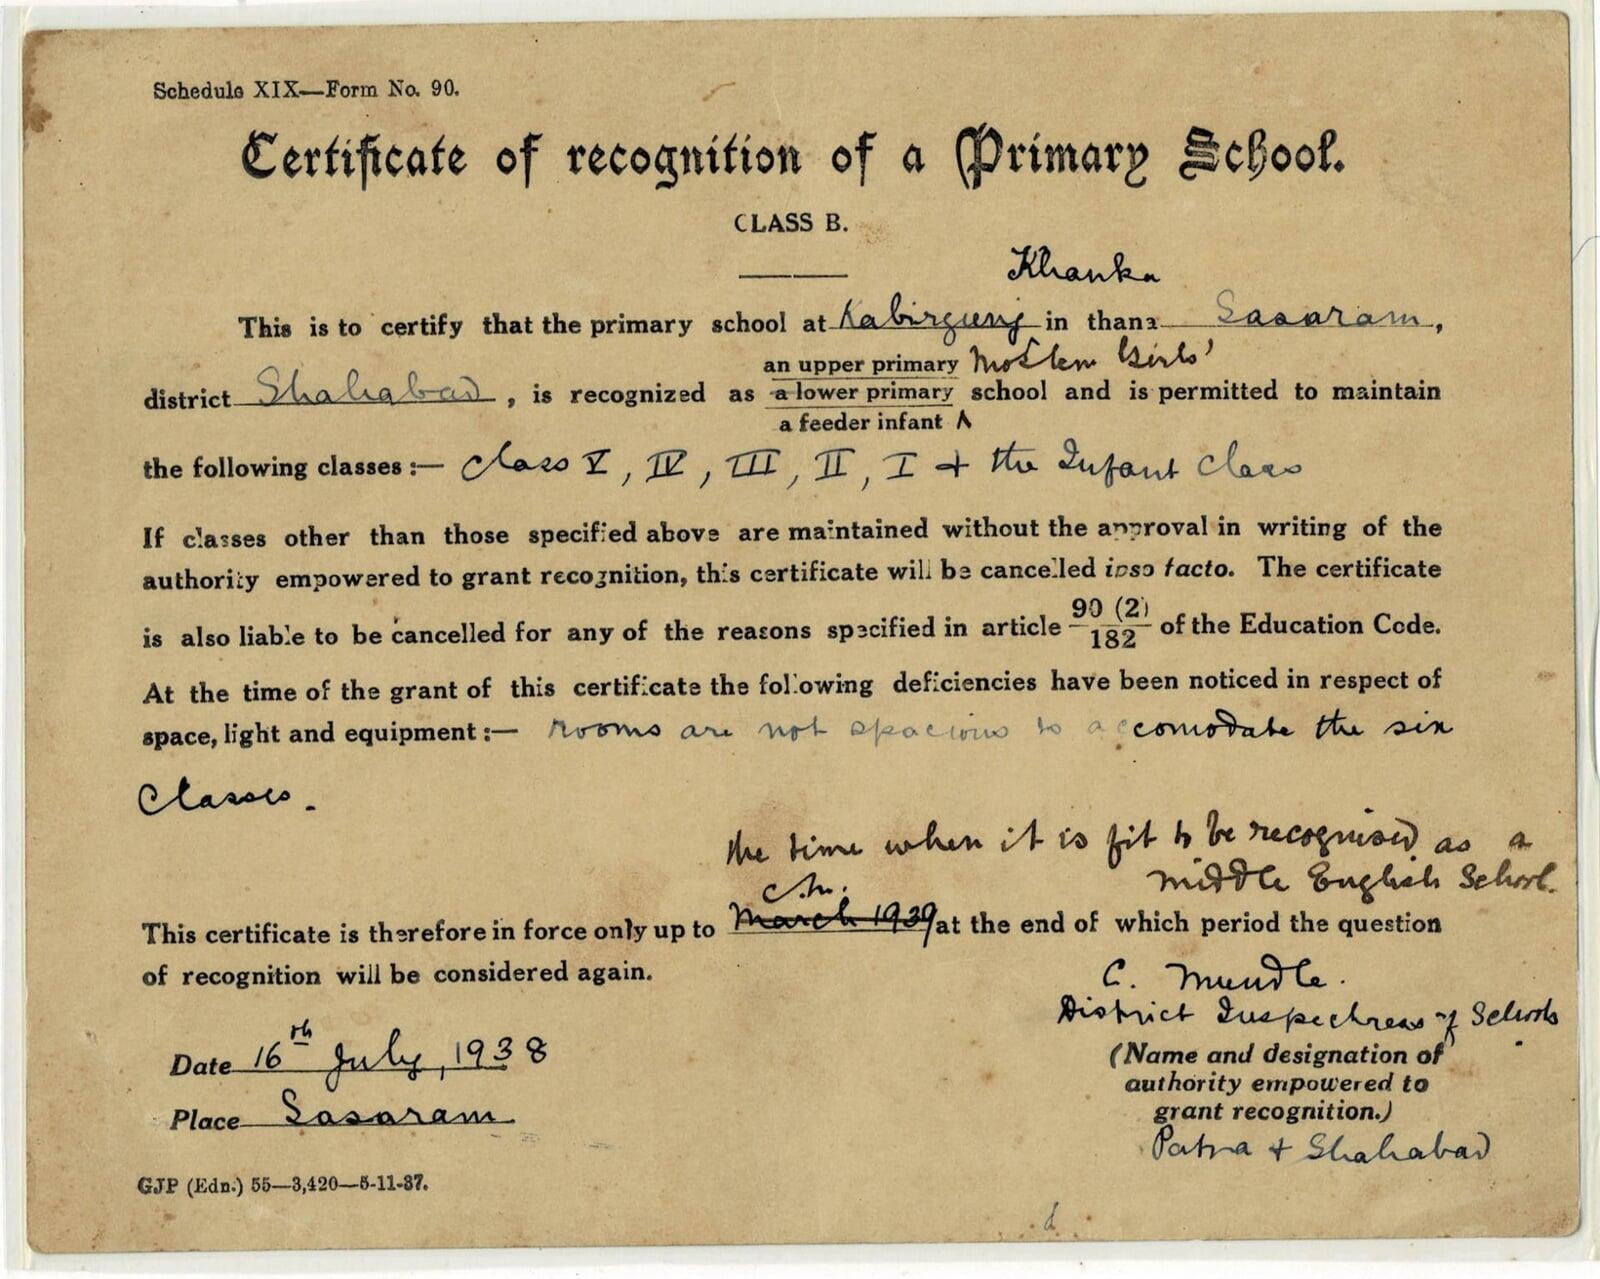 Schedule XIX—Form No. 90.
Certificate of recognition of a Primary School.
CLASS B.
Khanka
This is to certify that the primary school at Kabirgunj in thana Sasaram,
an upper primary Moslem Girls'
district Shahabad, is recognized as a lower primary school and is permitted to maintain
a feeder infant ∧
the following classes :— Class V, IV, III, II, I + the Infant Class
If classes other than those specified above are maintained without the approval in writing of the
authority empowered to grant recognition, this certificate will be cancelled ipso facto. The certificate
is also liable to be cancelled for any of the reasons specified in article 90 (2)/182 of the Education Code.
At the time of the grant of this certificate the following deficiencies have been noticed in respect of
space, light and equipment :— rooms are not spacious to accomodate the six
Classes.
the time when it is fit to be recognised as a
middle English School.
C.M.
This certificate is therefore in force only up to March 1939 at the end of which period the question
of recognition will be considered again.
C. Mundle.
District Inspectress of Schools
(Name and designation of
authority empowered to
grant recognition.)
Patna + Shahabad
Date 16th July, 1938
Place Sasaram
GJP (Edn.) 55—3,420—5-11-37.